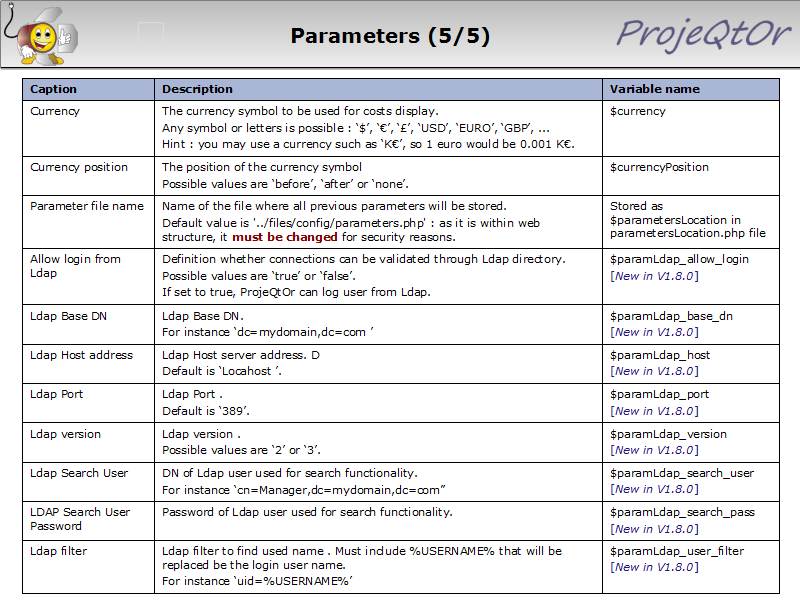 Parameters (5/5)
ProjeQtOr
Caption Description Variable name
Currency The currency symbol to be used for costs display. $currency
Any symbol or letters is possible : ‘$’, ‘€’, ‘£’, ‘USD’, ‘EURO’, ‘GBP’, ...
Hint : you may use a currency such as ‘K€’, so 1 euro would be 0.001 K€.
Currency position The position of the currency symbol $currencyPosition
Possible values are ‘before’, ‘after’ or ‘none’.
Parameter file name Name of the file where all previous parameters will be stored. Stored as
Default value is '../files/config/parameters.php' : as it is within web $parametersLocation in
structure, it must be changed for security reasons. parametersLocation.php file
Allow login from Definition whether connections can be validated through Ldap directory. $paramLdap_allow_login
Ldap Possible values are ‘true’ or ‘false’. [New in V1.8.0]
If set to true, ProjeQtOr can log user from Ldap.
Ldap Base DN Ldap Base DN. $paramLdap_base_dn
For instance ‘dc=mydomain,dc=com ’ [New in V1.8.0]
Ldap Host address Ldap Host server address. D $paramLdap_host
Default is ‘Locahost ’. [New in V1.8.0]
Ldap Port Ldap Port . $paramLdap_port
Default is ‘389’. [New in V1.8.0]
Ldap version Ldap version . $paramLdap_version
Possible values are ‘2’ or ‘3’. [New in V1.8.0]
Ldap Search User DN of Ldap user used for search functionality. $paramLdap_search_user
For instance ‘cn=Manager,dc=mydomain,dc=com” [New in V1.8.0]
LDAP Search User Password of Ldap user used for search functionality. $paramLdap_search_pass
Password [New in V1.8.0]
Ldap filter Ldap filter to find used name . Must include %USERNAME% that will be $paramLdap_user_filter
replaced be the login user name. [New in V1.8.0]
For instance ‘uid=%USERNAME%’